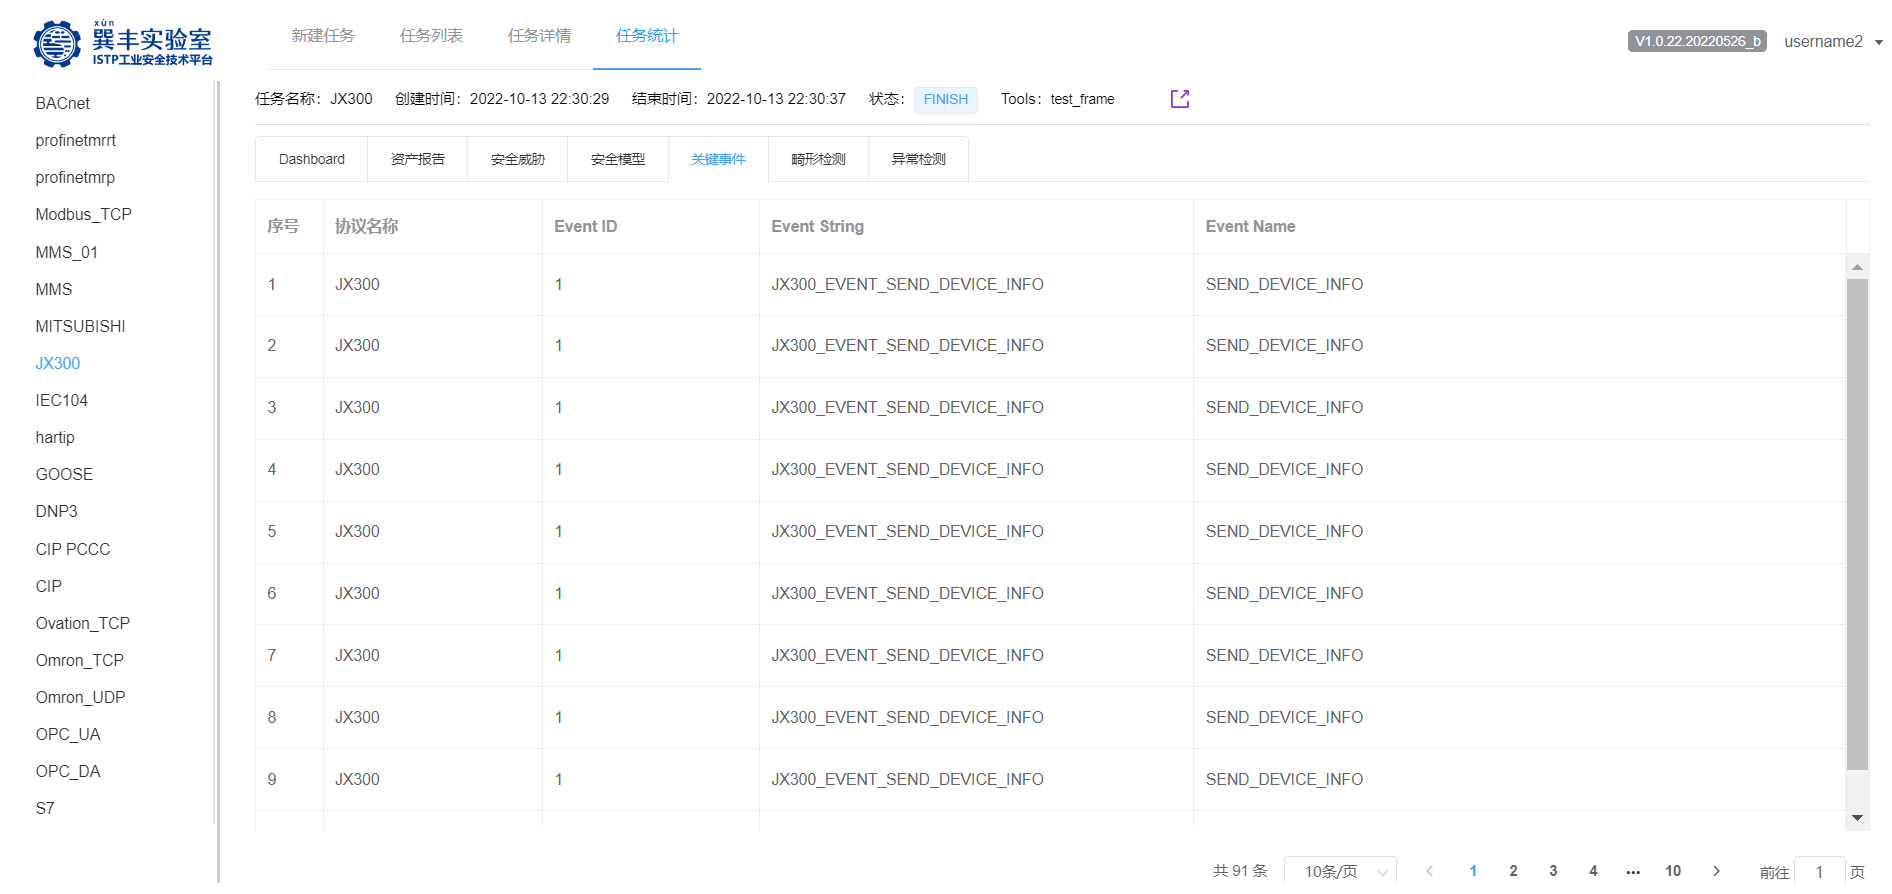 xùn
巽丰实验室
ISTP工业安全技术平台
新建任务 任务列表 任务详情 任务统计
V1.0.22.20220526_b username2
任务名称：JX300 创建时间：2022-10-13 22:30:29 结束时间：2022-10-13 22:30:37 状态： FINISH Tools：test_frame
BACnet
profinetmrrt
profinetmrp
Modbus_TCP
MMS_01
MMS
MITSUBISHI
JX300
IEC104
hartip
GOOSE
DNP3
CIP PCCC
CIP
Ovation_TCP
Omron_TCP
Omron_UDP
OPC_UA
OPC_DA
S7
Dashboard 资产报告 安全威胁 安全模型 关键事件 畸形检测 异常检测
序号 协议名称 Event ID Event String Event Name
1 JX300 1 JX300_EVENT_SEND_DEVICE_INFO SEND_DEVICE_INFO
2 JX300 1 JX300_EVENT_SEND_DEVICE_INFO SEND_DEVICE_INFO
3 JX300 1 JX300_EVENT_SEND_DEVICE_INFO SEND_DEVICE_INFO
4 JX300 1 JX300_EVENT_SEND_DEVICE_INFO SEND_DEVICE_INFO
5 JX300 1 JX300_EVENT_SEND_DEVICE_INFO SEND_DEVICE_INFO
6 JX300 1 JX300_EVENT_SEND_DEVICE_INFO SEND_DEVICE_INFO
7 JX300 1 JX300_EVENT_SEND_DEVICE_INFO SEND_DEVICE_INFO
8 JX300 1 JX300_EVENT_SEND_DEVICE_INFO SEND_DEVICE_INFO
9 JX300 1 JX300_EVENT_SEND_DEVICE_INFO SEND_DEVICE_INFO
共 91 条 10条/页 1 2 3 4 ... 10 前往 1 页